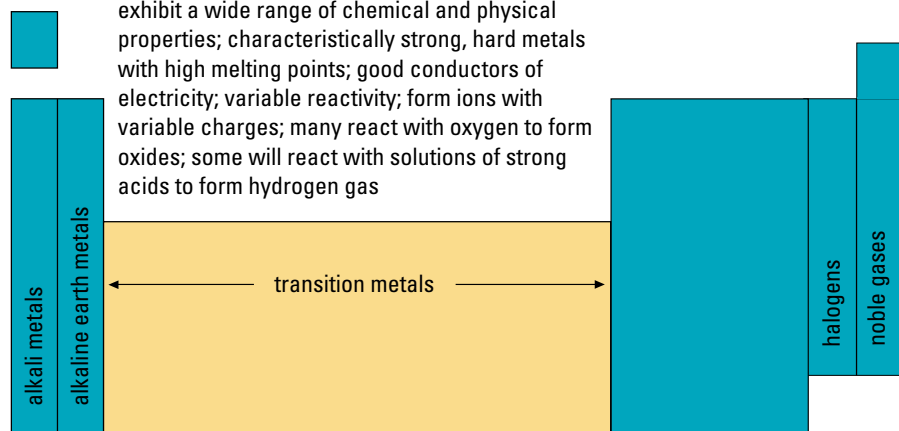 exhibit a wide range of chemical and physical
properties; characteristically strong, hard metals
with high melting points; good conductors of
electricity; variable reactivity; form ions with
variable charges; many react with oxygen to form
oxides; some will react with solutions of strong
acids to form hydrogen gas
alkali metals
alkaline earth metals
transition metals
halogens
noble gases